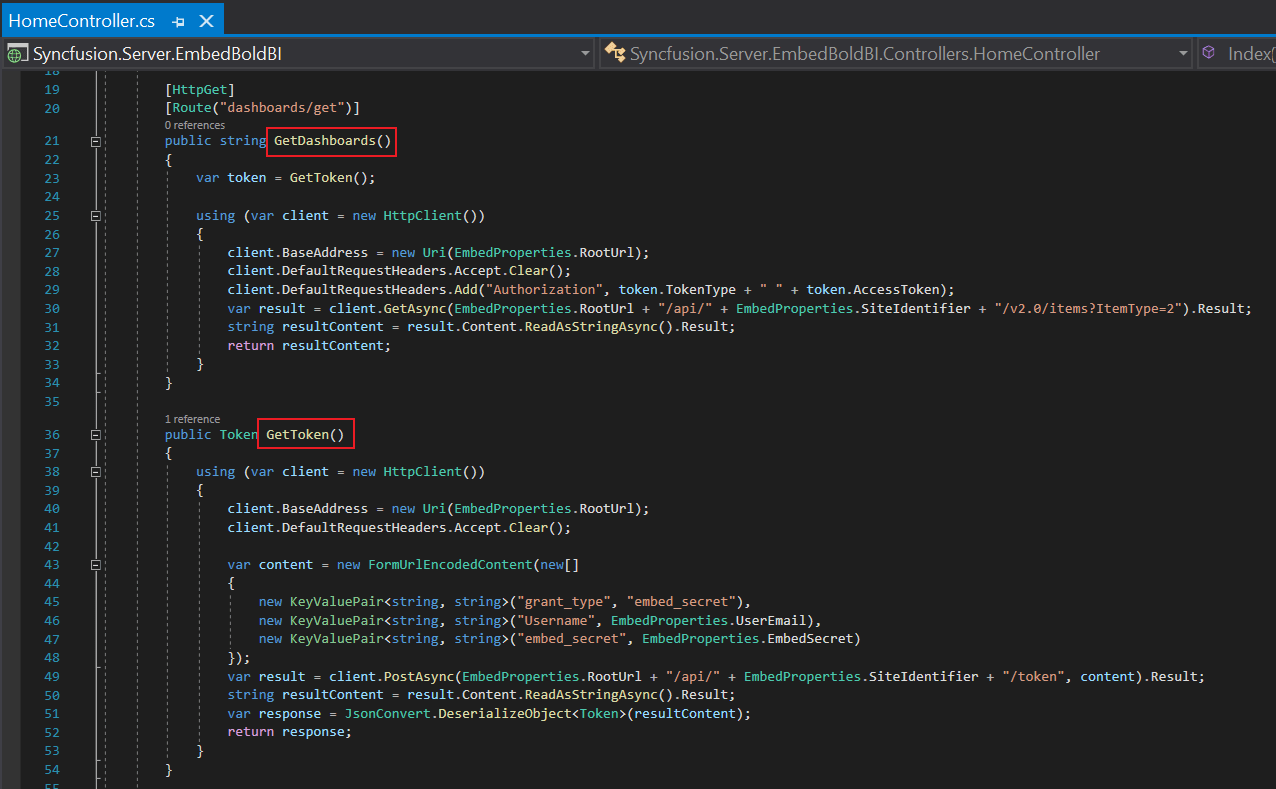 HomeController.cs
Syncfusion.Server.EmbedBoldBI Syncfusion.Server.EmbedBoldBI.Controllers.HomeController Index(
18
19 [HttpGet]
20 [Route("dashboards/get")]
0 references
21 public string GetDashboards()
22 {
23 var token = GetToken();
24
25 using (var client = new HttpClient())
26 {
27 client.BaseAddress = new Uri(EmbedProperties.RootUrl);
28 client.DefaultRequestHeaders.Accept.Clear();
29 client.DefaultRequestHeaders.Add("Authorization", token.TokenType + " " + token.AccessToken);
30 var result = client.GetAsync(EmbedProperties.RootUrl + "/api/" + EmbedProperties.SiteIdentifier + "/v2.0/items?ItemType=2").Result;
31 string resultContent = result.Content.ReadAsStringAsync().Result;
32 return resultContent;
33 }
34 }
35
1 reference
36 public Token GetToken()
37 {
38 using (var client = new HttpClient())
39 {
40 client.BaseAddress = new Uri(EmbedProperties.RootUrl);
41 client.DefaultRequestHeaders.Accept.Clear();
42
43 var content = new FormUrlEncodedContent(new[]
44 {
45 new KeyValuePair<string, string>("grant_type", "embed_secret"),
46 new KeyValuePair<string, string>("Username", EmbedProperties.UserEmail),
47 new KeyValuePair<string, string>("embed_secret", EmbedProperties.EmbedSecret)
48 });
49 var result = client.PostAsync(EmbedProperties.RootUrl + "/api/" + EmbedProperties.SiteIdentifier + "/token", content).Result;
50 string resultContent = result.Content.ReadAsStringAsync().Result;
51 var response = JsonConvert.DeserializeObject<Token>(resultContent);
52 return response;
53 }
54 }
55